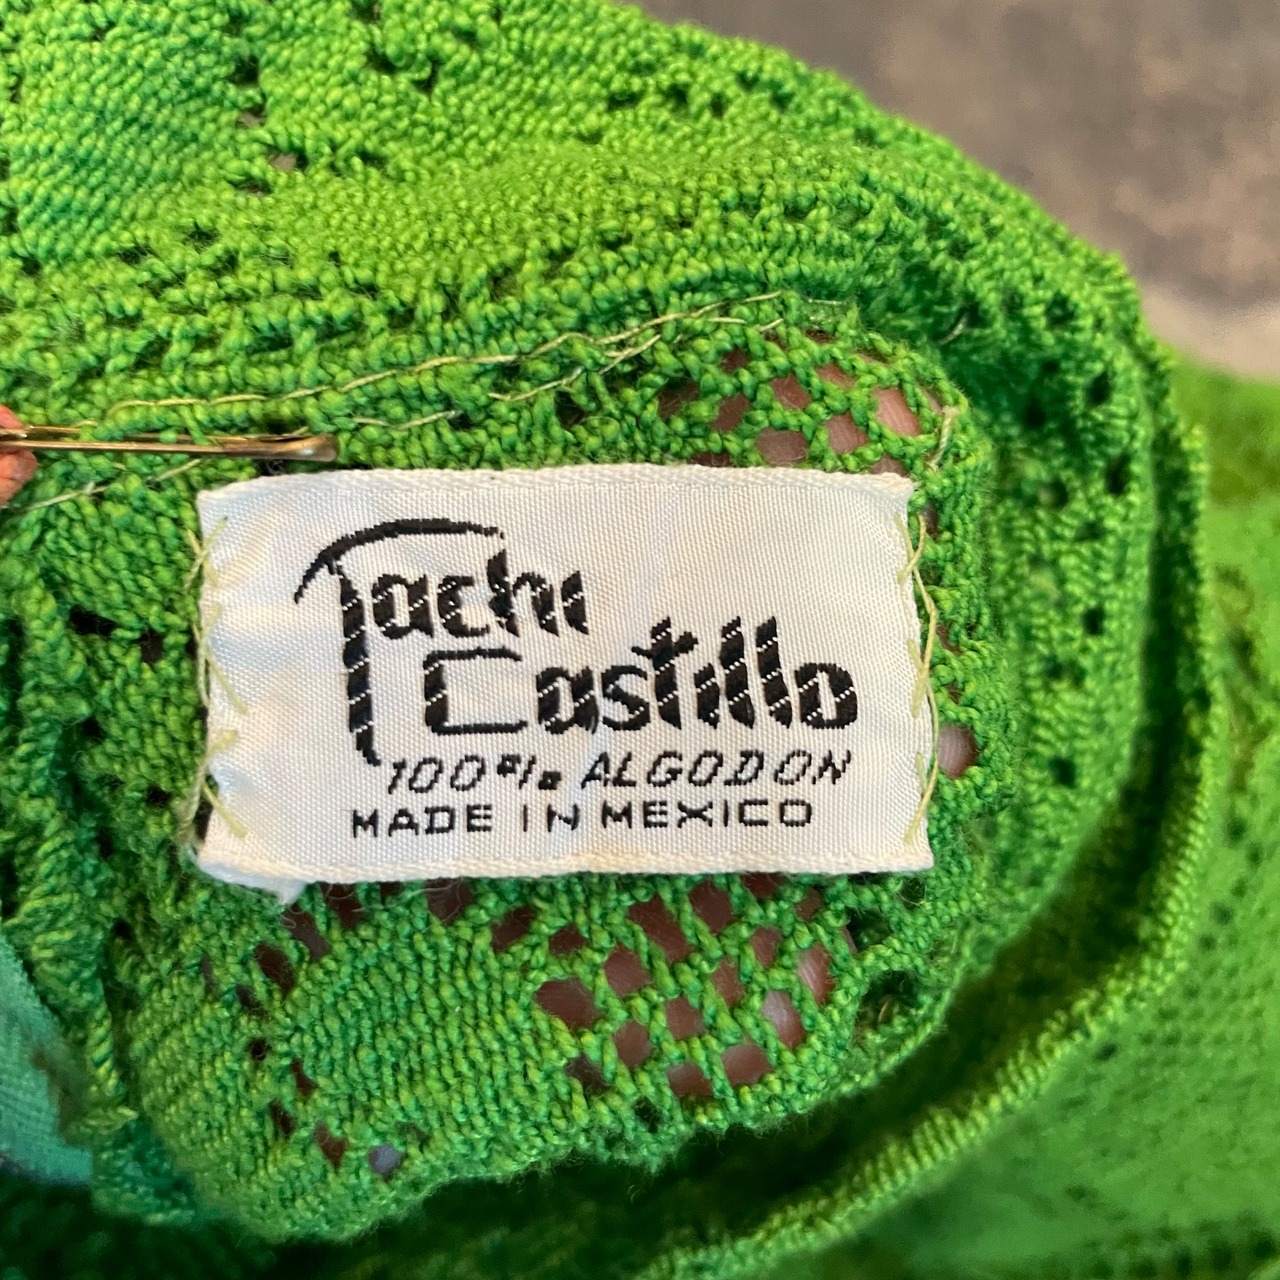 Tachi
Castillo
100% ALGODON
MADE IN MEXICO